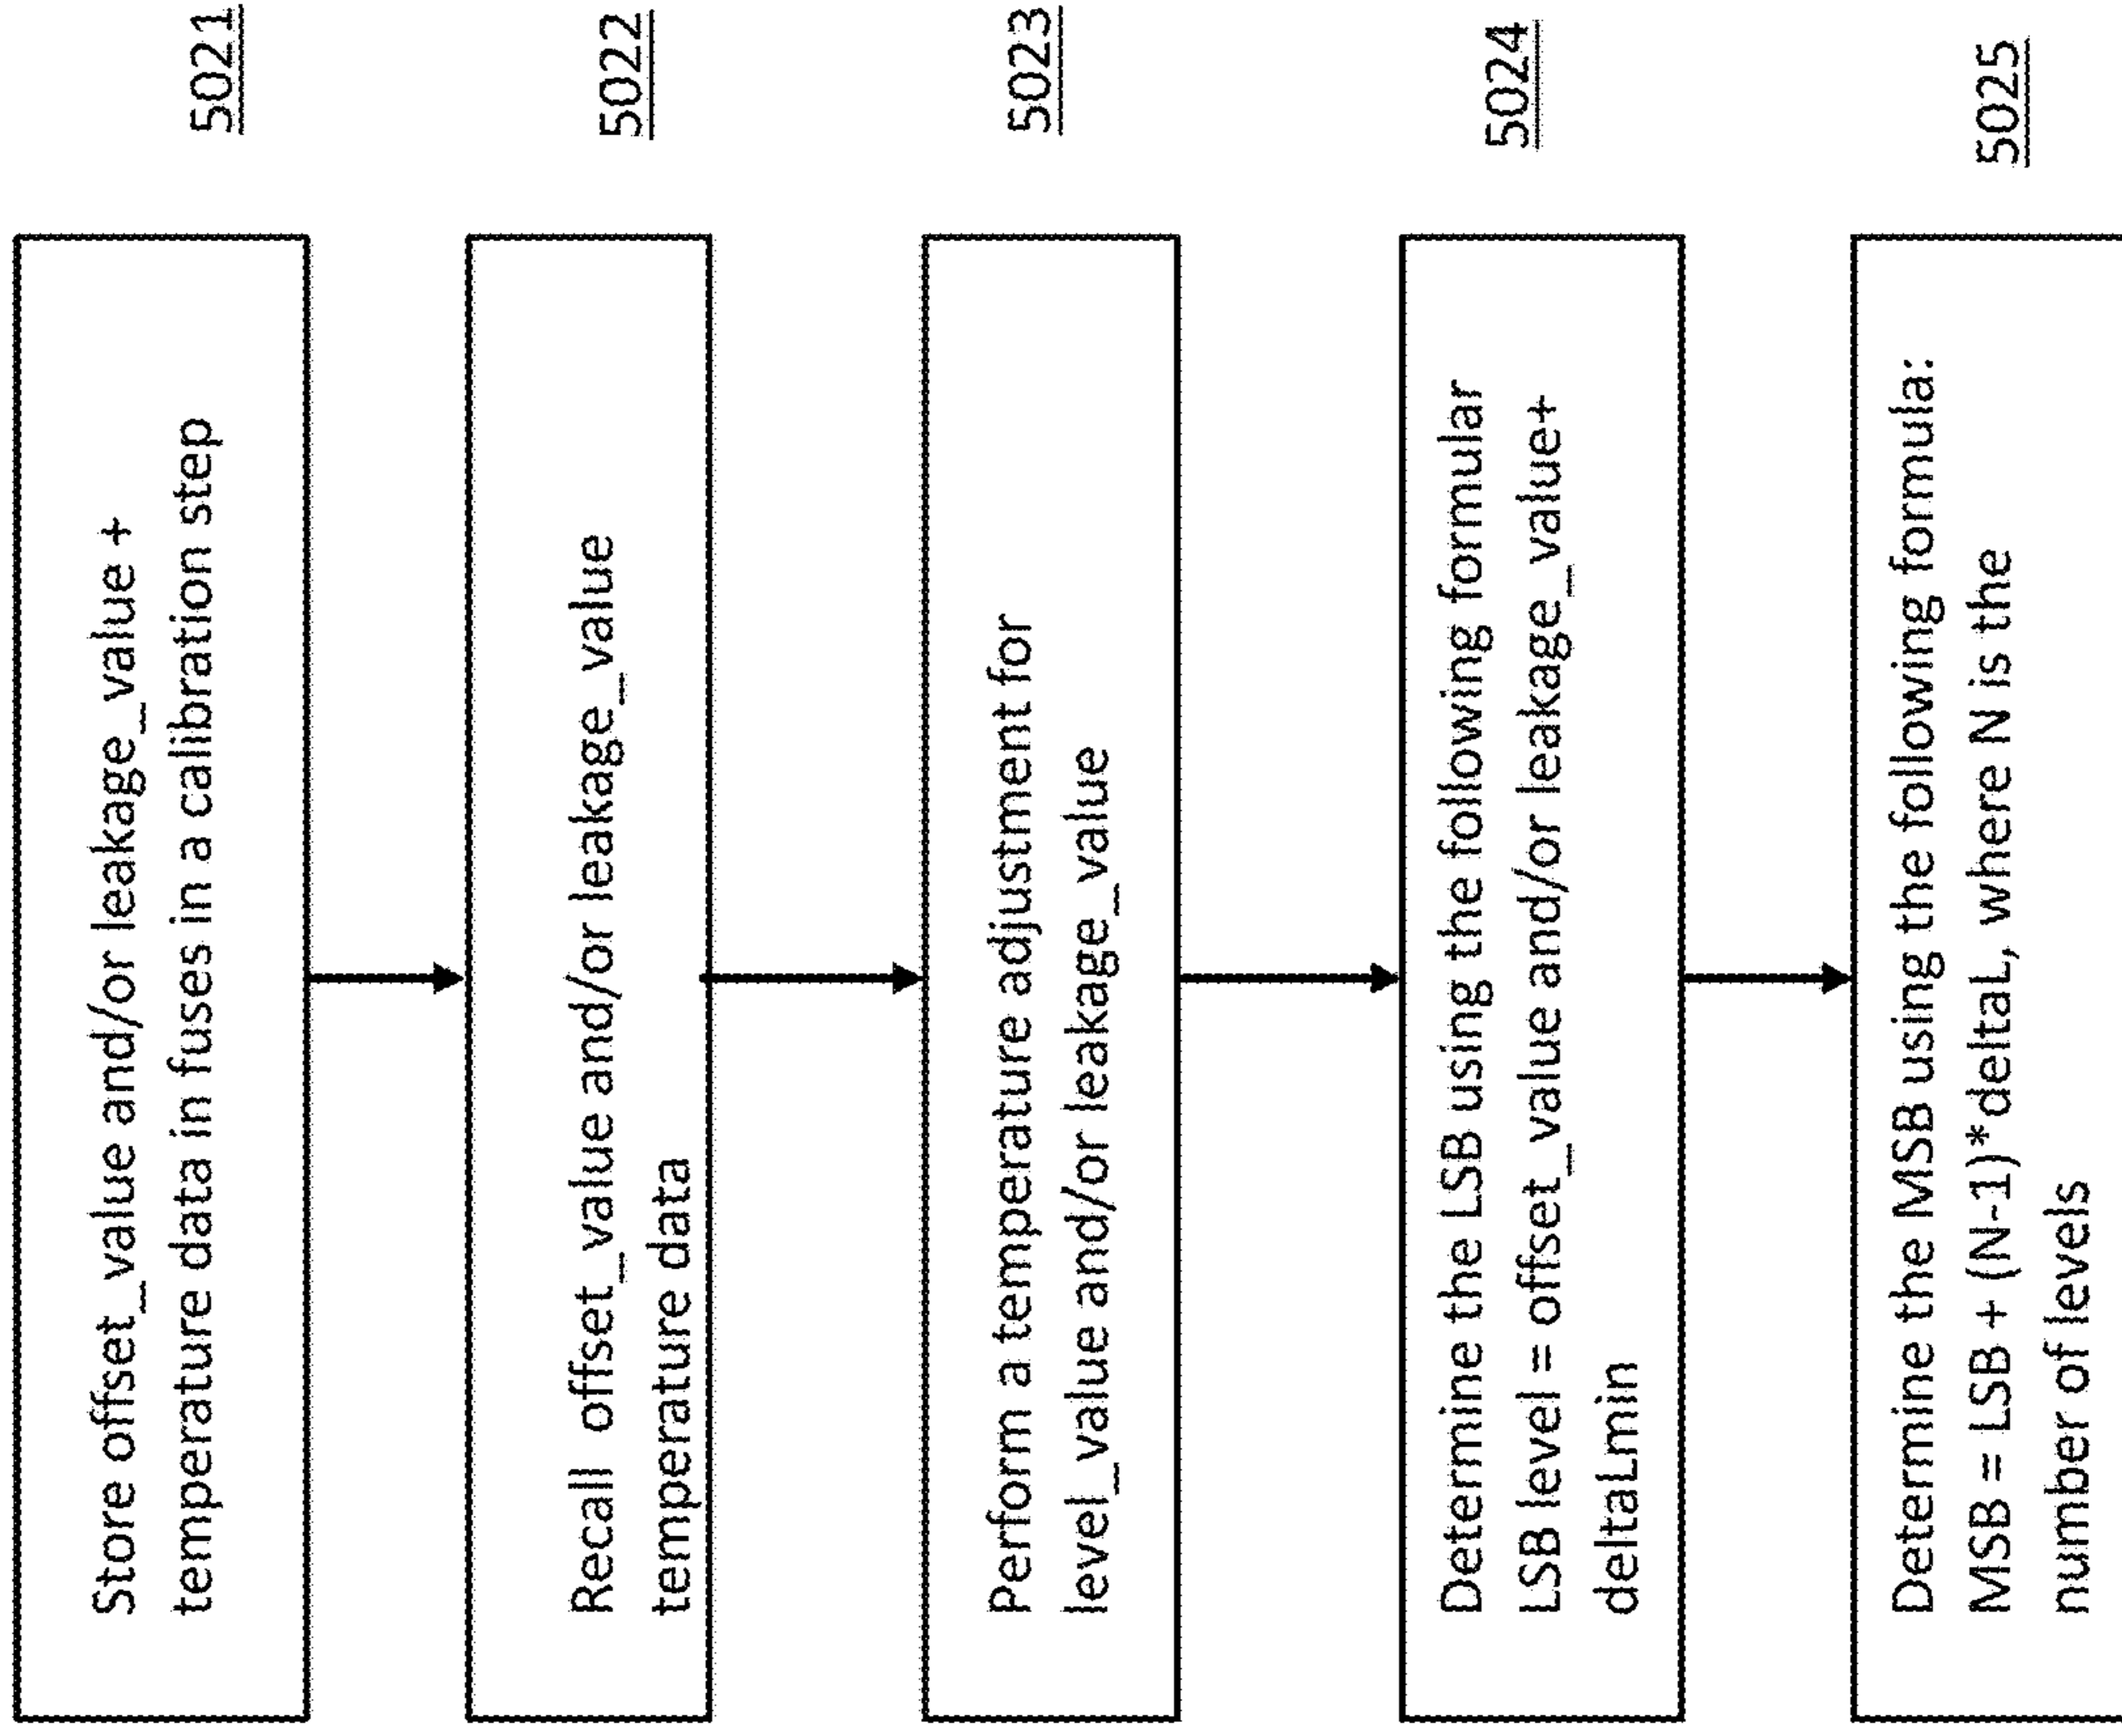 Store offset_value and/or leakage_value +
temperature data in fuses in a calibration step
5021
Recall offset_value and/or leakage_value
temperature data
5022
Perform a temperature adjustment for
level_value and/or leakage_value
5023
Determine the LSB using the following formular
LSB level = offset_value and/or leakage_value+
deltaLmin
5024
Determine the MSB using the following formula:
MSB = LSB + (N-1)*deltaL, where N is the
number of levels
5025